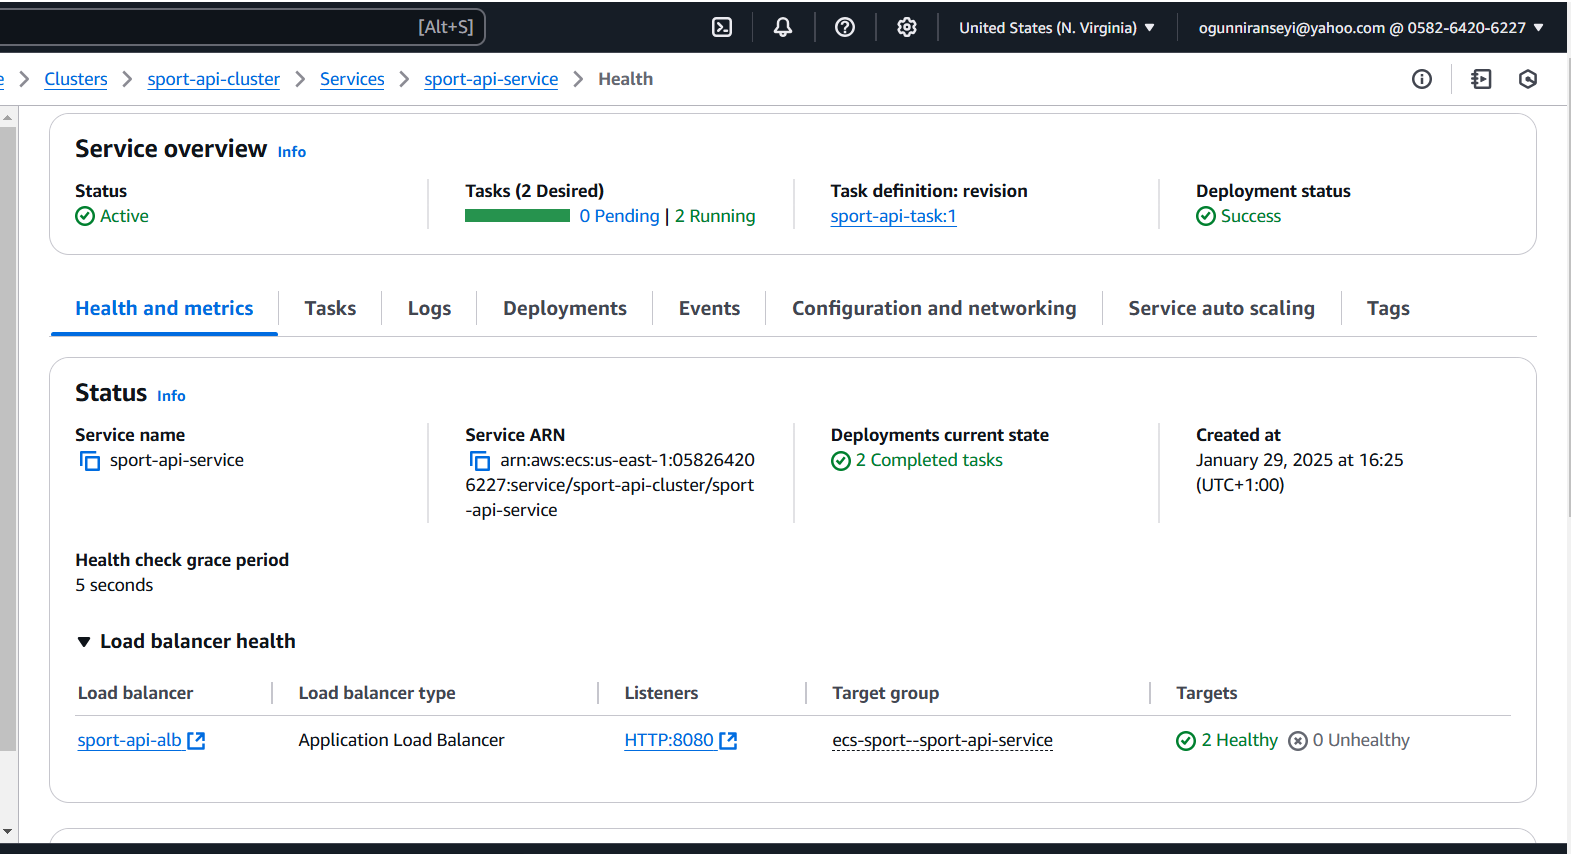 [Alt+S]
United States (N. Virginia)
ogunniranseyi@yahoo.com @ 0582-6420-6227
e
Clusters
sport-api-cluster
Services
sport-api-service
Health
Service overview Info
Status
Active
Tasks (2 Desired)
0 Pending | 2 Running
Task definition: revision
sport-api-task:1
Deployment status
Success
Health and metrics
Tasks
Logs
Deployments
Events
Configuration and networking
Service auto scaling
Tags
Status Info
Service name
sport-api-service
Service ARN
arn:aws:ecs:us-east-1:05826420
6227:service/sport-api-cluster/sport
-api-service
Deployments current state
2 Completed tasks
Created at
January 29, 2025 at 16:25
(UTC+1:00)
Health check grace period
5 seconds
Load balancer health
Load balancer
Load balancer type
Listeners
Target group
Targets
sport-api-alb
Application Load Balancer
HTTP:8080
ecs-sport--sport-api-service
2 Healthy
0 Unhealthy